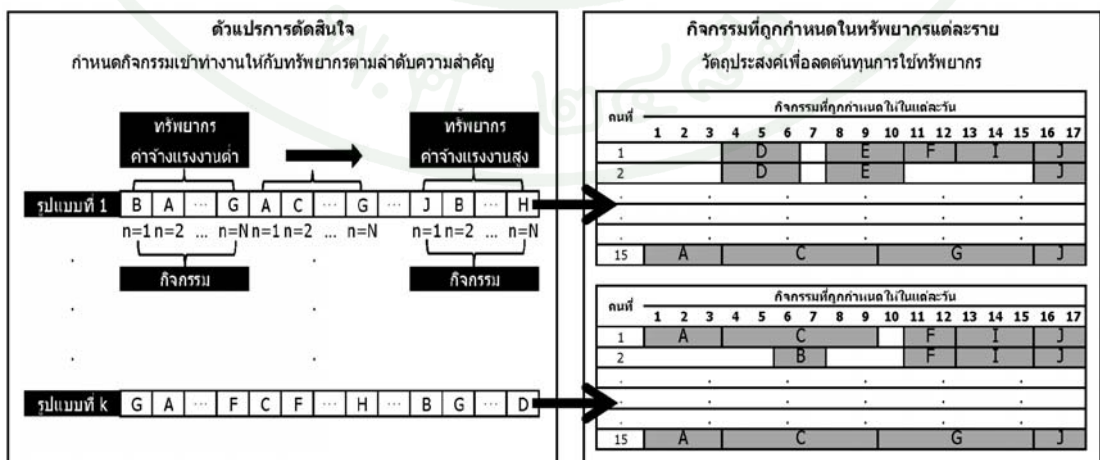 ตัวแปรการตัดสินใจ
กำหนดกิจกรรมเข้าทำงานให้กับทรัพยากรตามลำดับความสำคัญ
ทรัพยากร
ค่าจ้างแรงงานต่ำ
ทรัพยากร
ค่าจ้างแรงงานสูง
รูปแบบที่ 1 B A ... G A C ... G ... J B ... H
n=1 n=2 ... n=N n=1 n=2 ... n=N n=1 n=2 ... n=N
กิจกรรม กิจกรรม
รูปแบบที่ k G A ... F C F ... H ... B G ... D
กิจกรรมที่ถูกกำหนดในทรัพยากรแต่ละราย
วัตถุประสงค์เพื่อลดต้นทุนการใช้ทรัพยากร
คนที่ กิจกรรมที่ถูกกำหนดให้ในแต่ละวัน
1 2 3 4 5 6 7 8 9 10 11 12 13 14 15 16 17
1 D E F I J
2 D E J
15 A C G J
คนที่ กิจกรรมที่ถูกกำหนดให้ในแต่ละวัน
1 2 3 4 5 6 7 8 9 10 11 12 13 14 15 16 17
1 A C F I J
2 B F I J
15 A C G J
พ.ศ. ๒๔๘๖